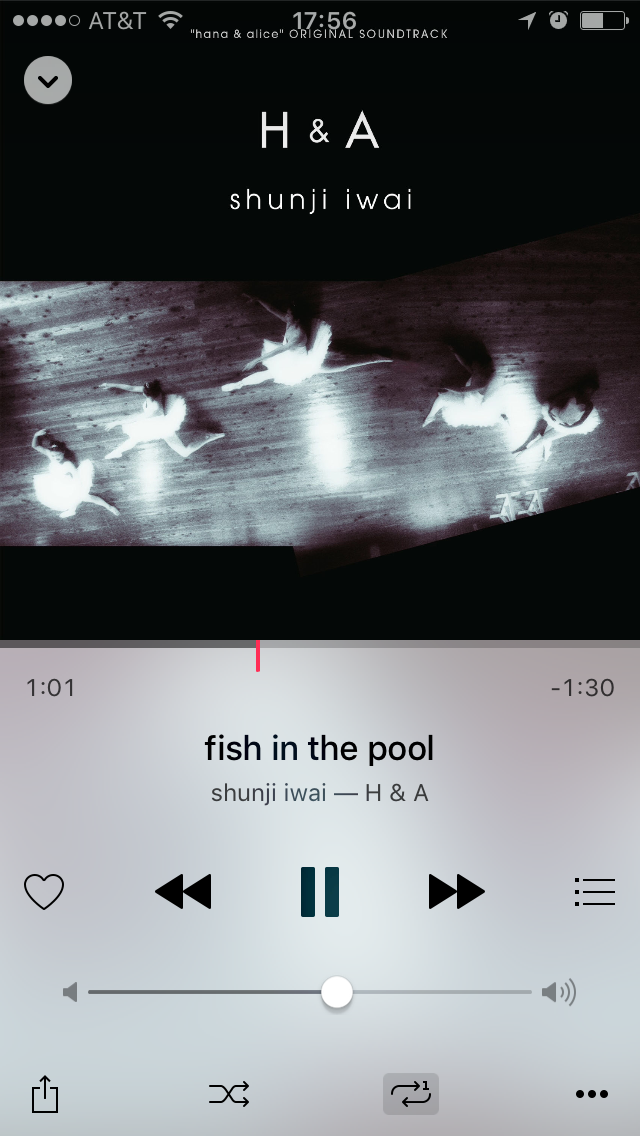 AT&T 17:56
"hana & alice" ORIGINAL SOUNDTRACK
H & A
shunji iwai
1:01 -1:30
fish in the pool
shunji iwai — H & A
1